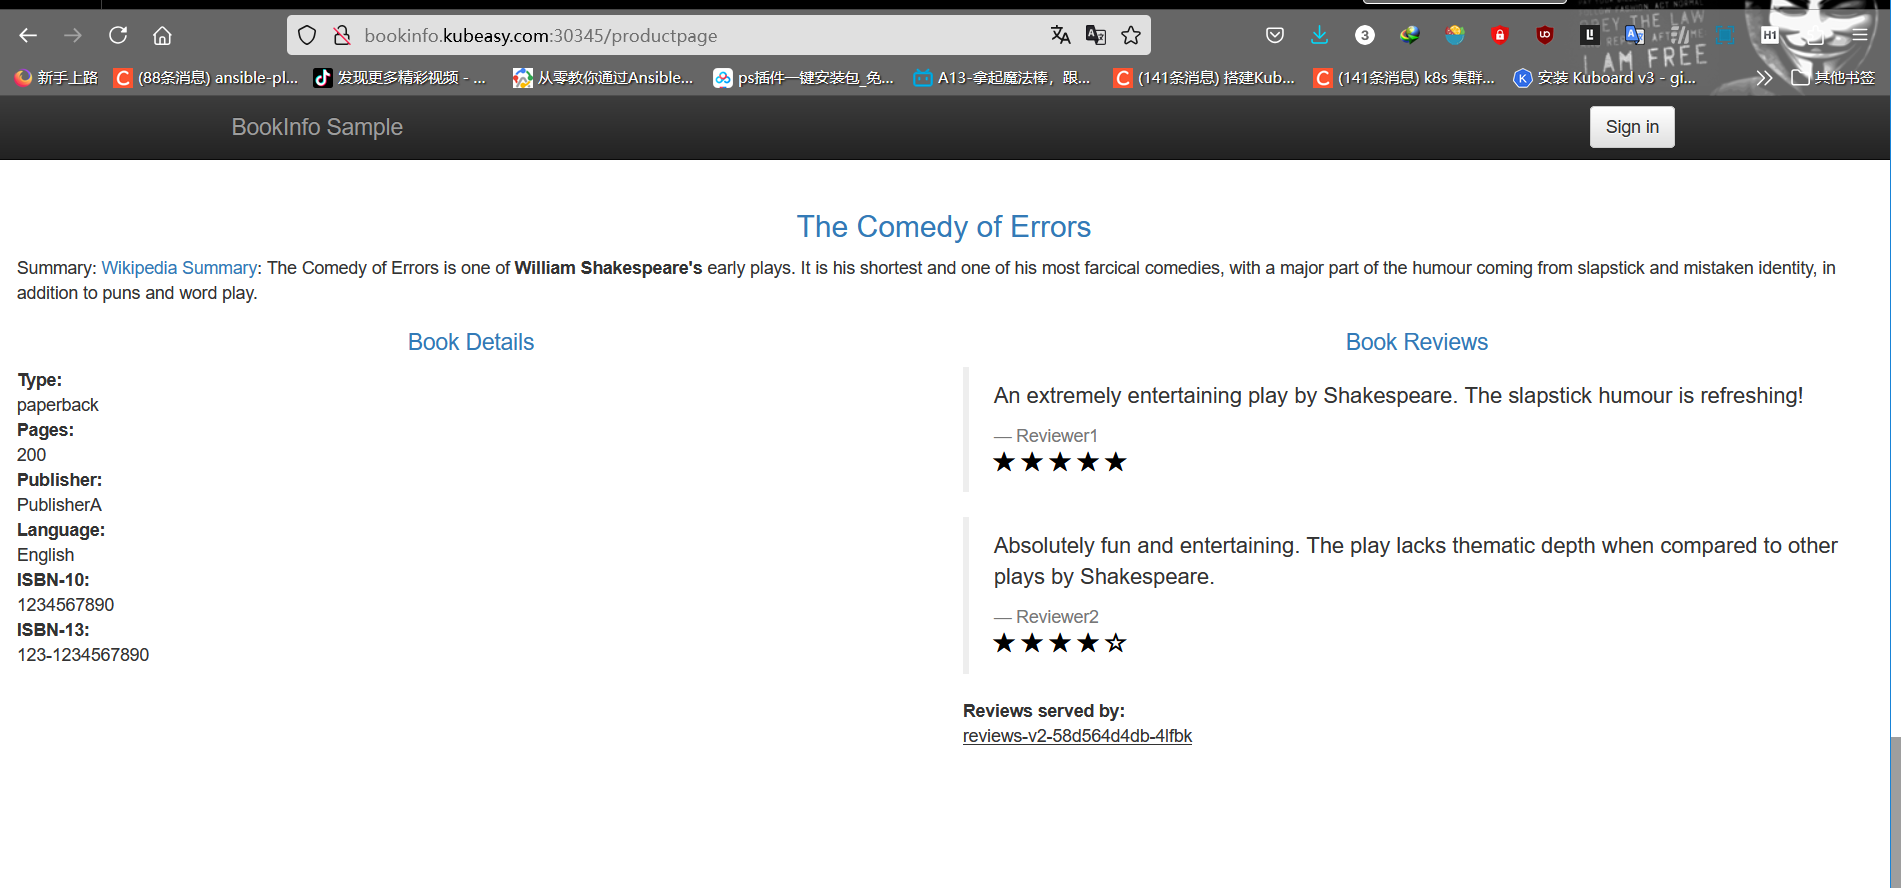 bookinfo.kubeasy.com:30345/productpage
3
H1
新手上路
(88条消息) ansible-pl...
发现更多精彩视频 - ...
从零教你通过Ansible...
ps插件一键安装包_免...
A13-拿起魔法棒，跟...
(141条消息) 搭建Kub...
(141条消息) k8s 集群...
安装 Kuboard v3 - gi...
其他书签
I AM FREE
BookInfo Sample
Sign in
The Comedy of Errors
Summary: Wikipedia Summary: The Comedy of Errors is one of William Shakespeare's early plays. It is his shortest and one of his most farcical comedies, with a major part of the humour coming from slapstick and mistaken identity, in
addition to puns and word play.
Book Details
Type:
paperback
Pages:
200
Publisher:
PublisherA
Language:
English
ISBN-10:
1234567890
ISBN-13:
123-1234567890
Book Reviews
An extremely entertaining play by Shakespeare. The slapstick humour is refreshing!
— Reviewer1
★★★★★
Absolutely fun and entertaining. The play lacks thematic depth when compared to other
plays by Shakespeare.
— Reviewer2
★★★★☆
Reviews served by:
reviews-v2-58d564d4db-4lfbk